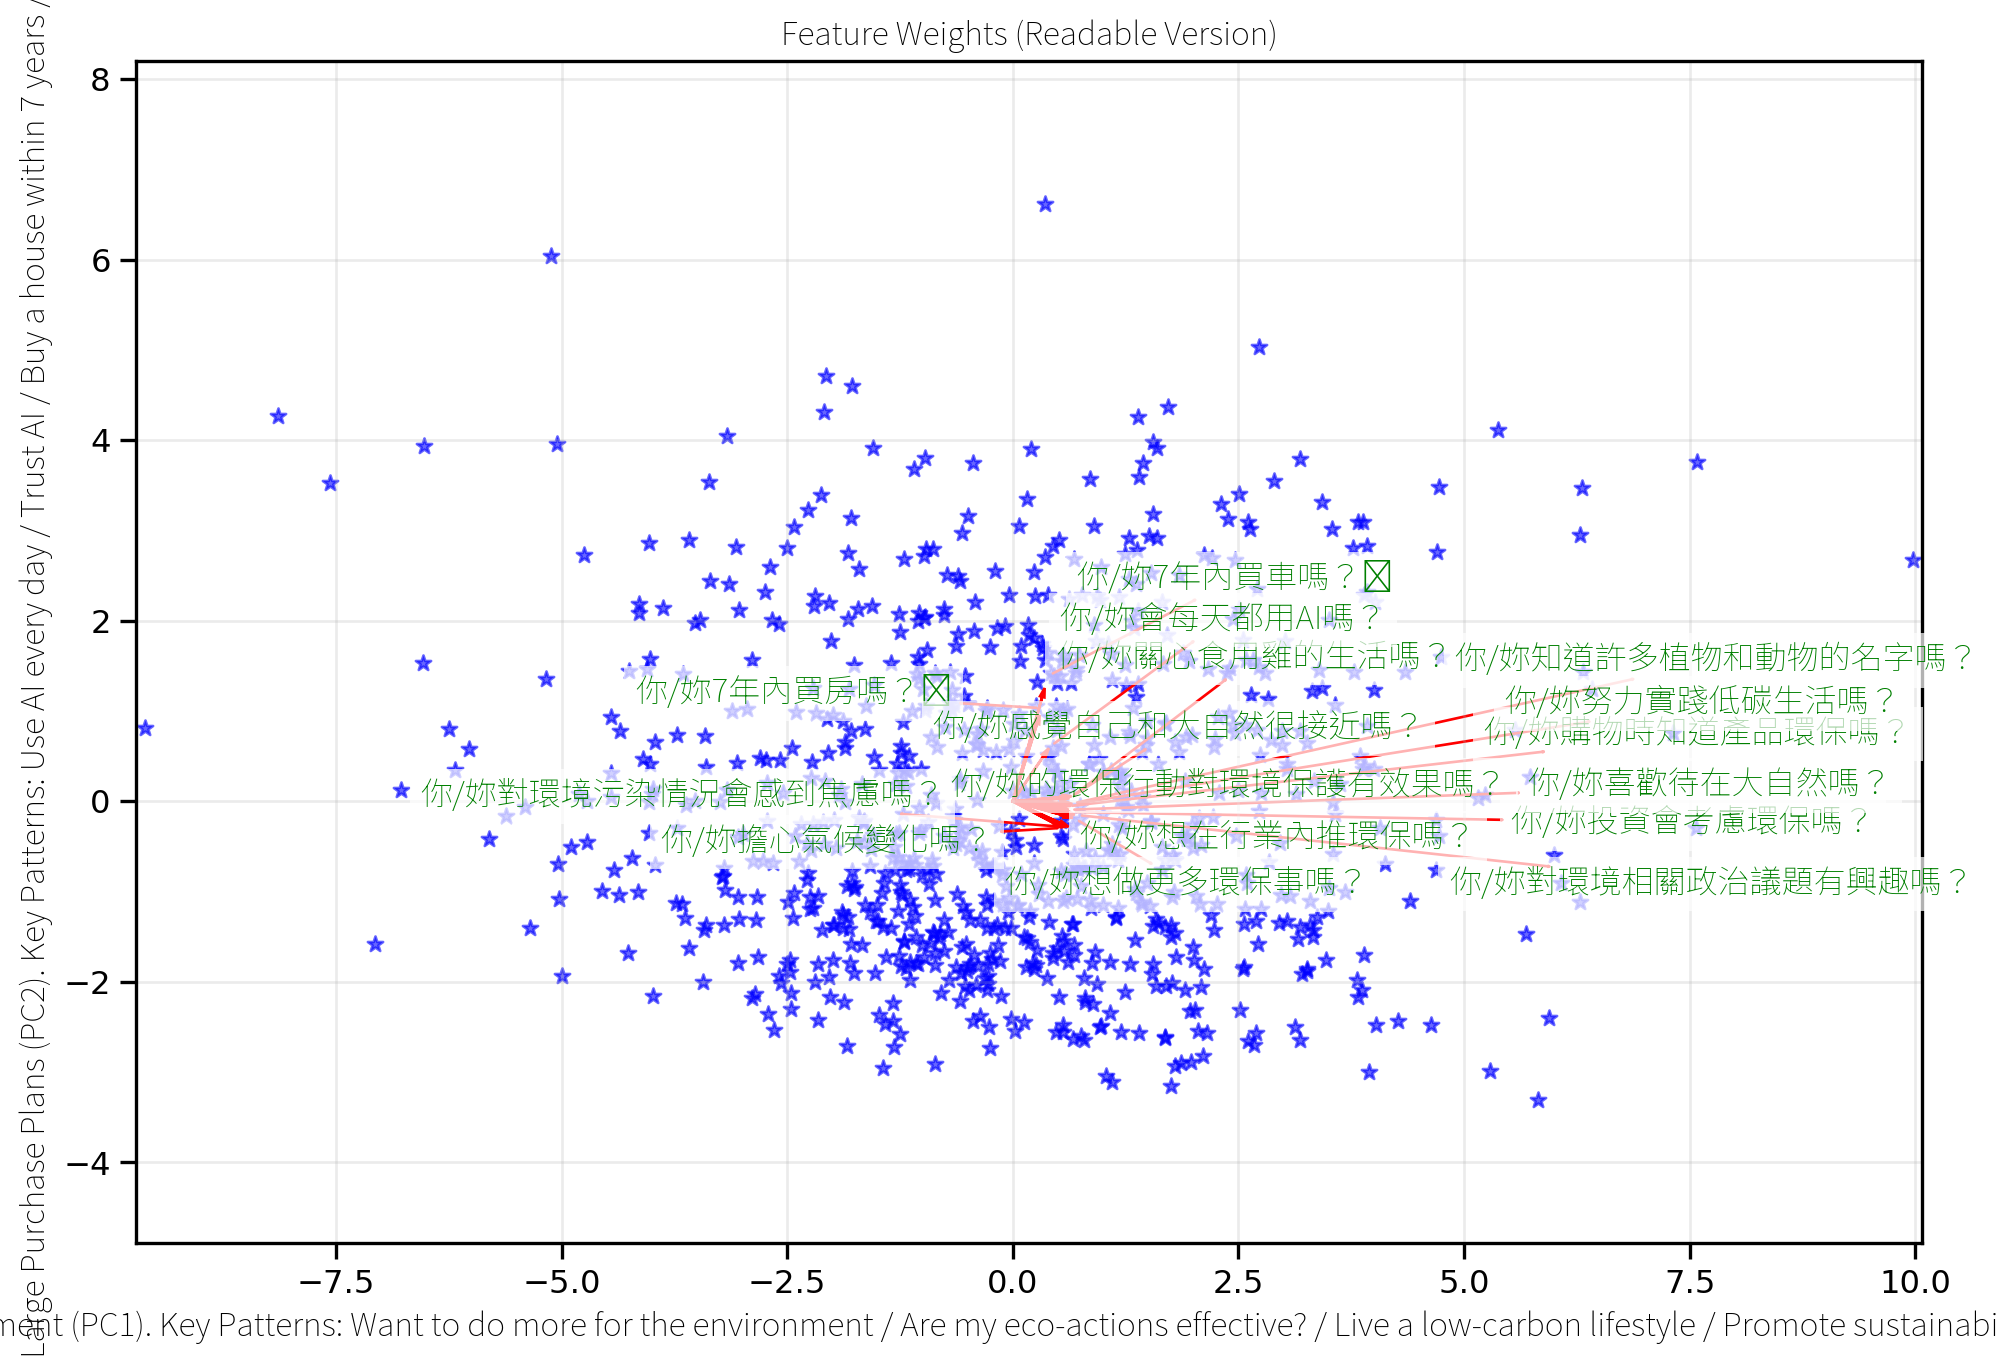 Feature Weights (Readable Version)
Large Purchase Plans (PC2). Key Patterns: Use AI every day / Trust AI / Buy a house within 7 years /
8
6
4
2
0
−2
−4
你/妳7年內買車嗎？
你/妳會每天都用AI嗎？
你/妳關心食用雞的生活嗎？
你/妳知道許多植物和動物的名字嗎？
你/妳7年內買房嗎？
你/妳努力實踐低碳生活嗎？
你/妳感覺自己和大自然很接近嗎？
你/妳購物時知道產品環保嗎？
你/妳對環境污染情況會感到焦慮嗎？
你/妳的環保行動對環境保護有效果嗎？
你/妳喜歡待在大自然嗎？
你/妳投資會考慮環保嗎？
你/妳擔心氣候變化嗎？
你/妳想在行業內推環保嗎？
你/妳想做更多環保事嗎？
你/妳對環境相關政治議題有興趣嗎？
−7.5
−5.0
−2.5
0.0
2.5
5.0
7.5
10.0
(PC1). Key Patterns: Want to do more for the environment / Are my eco-actions effective? / Live a low-carbon lifestyle / Promote